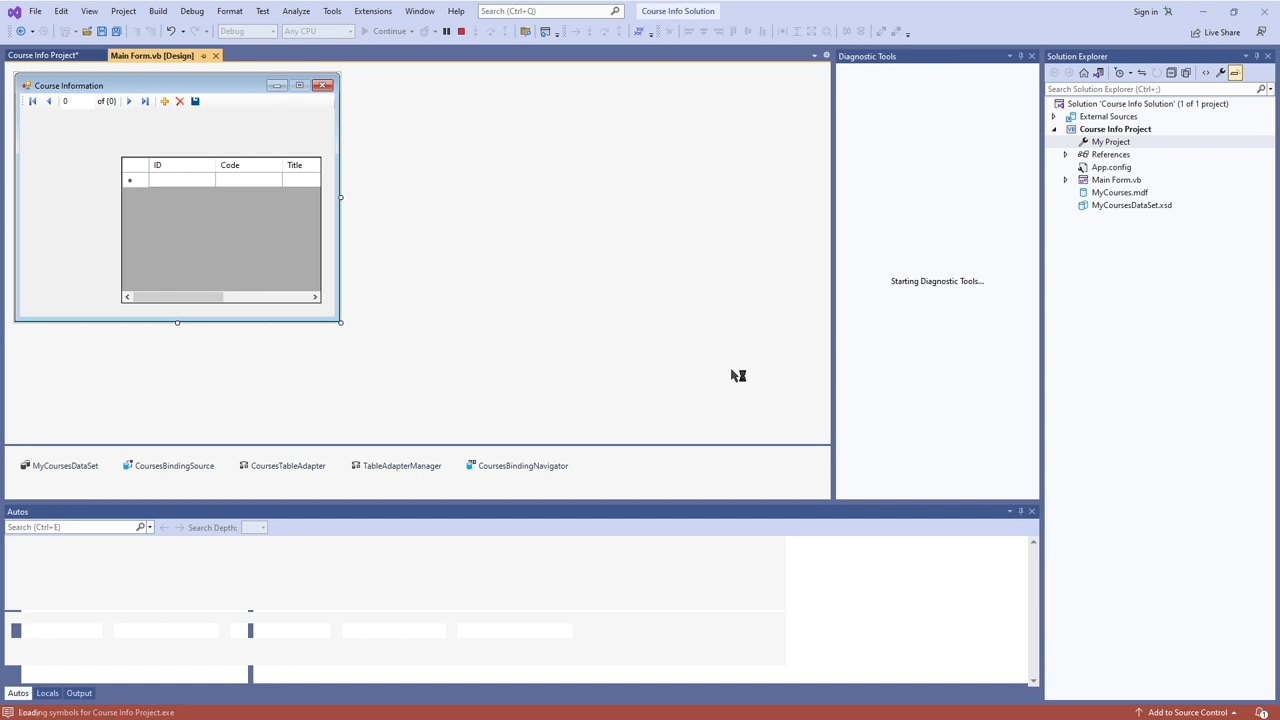 File Edit View Project Build Debug Format Test Analyze Tools Extensions Window Help Search (Ctrl+Q) Course Info Solution Sign in
Debug Any CPU Continue Live Share
Course Info Project* Main Form.vb [Design]
Diagnostic Tools
Solution Explorer
Course Information
0 of {0}
ID Code Title
Starting Diagnostic Tools...
Search Solution Explorer (Ctrl+;)
Solution 'Course Info Solution' (1 of 1 project)
External Sources
Course Info Project
My Project
References
App.config
Main Form.vb
MyCourses.mdf
MyCoursesDataSet.xsd
MyCoursesDataSet CoursesBindingSource CoursesTableAdapter TableAdapterManager CoursesBindingNavigator
Autos
Search (Ctrl+E) Search Depth:
Autos Locals Output
Loading symbols for Course Info Project.exe Add to Source Control 1